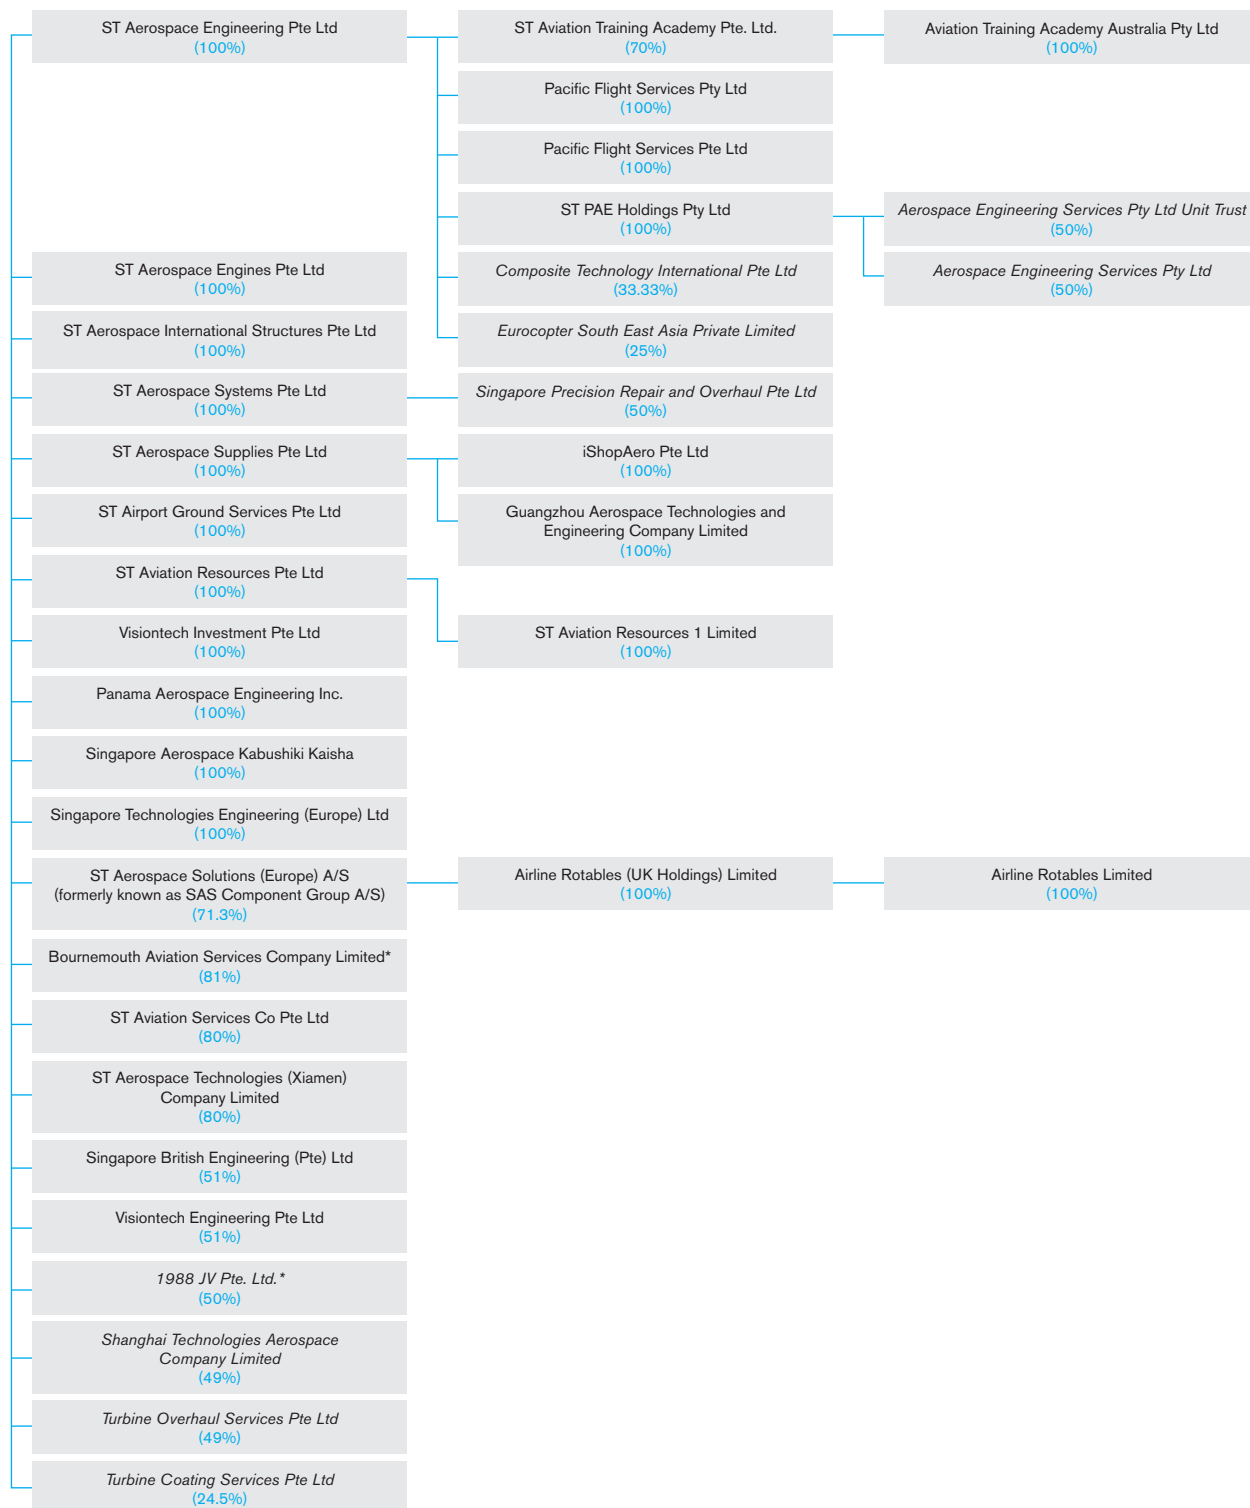 ST Aerospace Engineering Pte Ltd
(100%)
ST Aviation Training Academy Pte. Ltd.
(70%)
Aviation Training Academy Australia Pty Ltd
(100%)
Pacific Flight Services Pty Ltd
(100%)
Pacific Flight Services Pte Ltd
(100%)
ST PAE Holdings Pty Ltd
(100%)
Aerospace Engineering Services Pty Ltd Unit Trust
(50%)
ST Aerospace Engines Pte Ltd
(100%)
Composite Technology International Pte Ltd
(33.33%)
Aerospace Engineering Services Pty Ltd
(50%)
ST Aerospace International Structures Pte Ltd
(100%)
Eurocopter South East Asia Private Limited
(25%)
ST Aerospace Systems Pte Ltd
(100%)
Singapore Precision Repair and Overhaul Pte Ltd
(50%)
ST Aerospace Supplies Pte Ltd
(100%)
iShopAero Pte Ltd
(100%)
ST Airport Ground Services Pte Ltd
(100%)
Guangzhou Aerospace Technologies and
Engineering Company Limited
(100%)
ST Aviation Resources Pte Ltd
(100%)
Visiontech Investment Pte Ltd
(100%)
ST Aviation Resources 1 Limited
(100%)
Panama Aerospace Engineering Inc.
(100%)
Singapore Aerospace Kabushiki Kaisha
(100%)
Singapore Technologies Engineering (Europe) Ltd
(100%)
ST Aerospace Solutions (Europe) A/S
(formerly known as SAS Component Group A/S)
(71.3%)
Airline Rotables (UK Holdings) Limited
(100%)
Airline Rotables Limited
(100%)
Bournemouth Aviation Services Company Limited*
(81%)
ST Aviation Services Co Pte Ltd
(80%)
ST Aerospace Technologies (Xiamen)
Company Limited
(80%)
Singapore British Engineering (Pte) Ltd
(51%)
Visiontech Engineering Pte Ltd
(51%)
1988 JV Pte. Ltd.*
(50%)
Shanghai Technologies Aerospace
Company Limited
(49%)
Turbine Overhaul Services Pte Ltd
(49%)
Turbine Coating Services Pte Ltd
(24.5%)